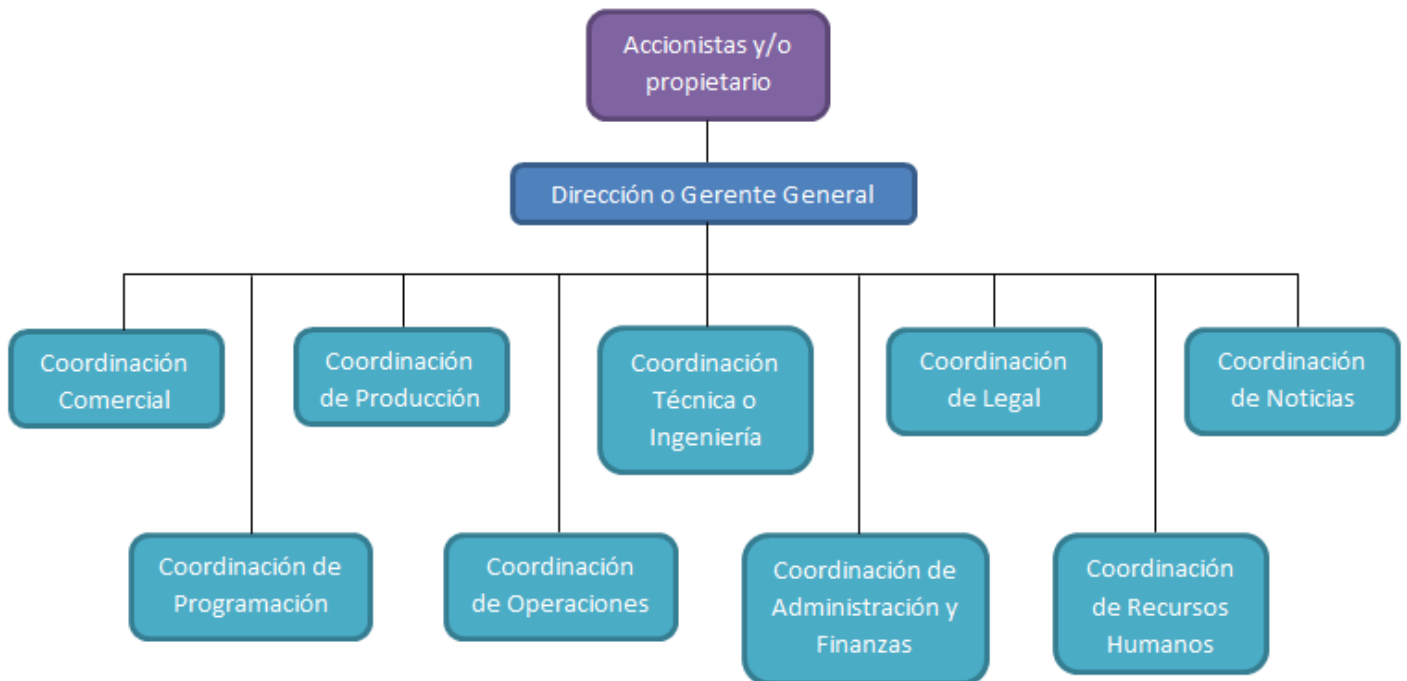 Accionistas y/o
propietario
Dirección o Gerente General
Coordinación
Comercial
Coordinación
de Producción
Coordinación
Técnica o
Ingeniería
Coordinación
de Legal
Coordinación
de Noticias
Coordinación de
Programación
Coordinación
de Operaciones
Coordinación de
Administración y
Finanzas
Coordinación
de Recursos
Humanos